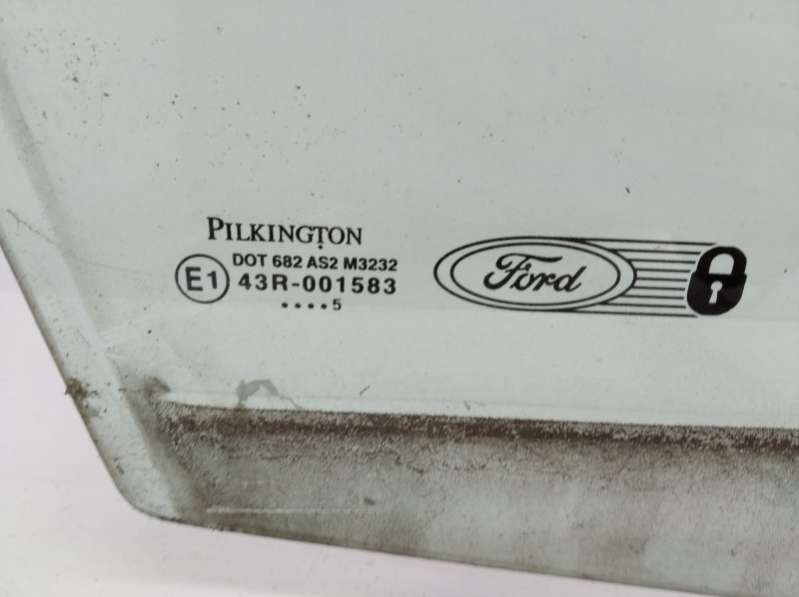 PILKINGTON
DOT 682 AS2 M3232
E1 43R-001583
....5
Ford